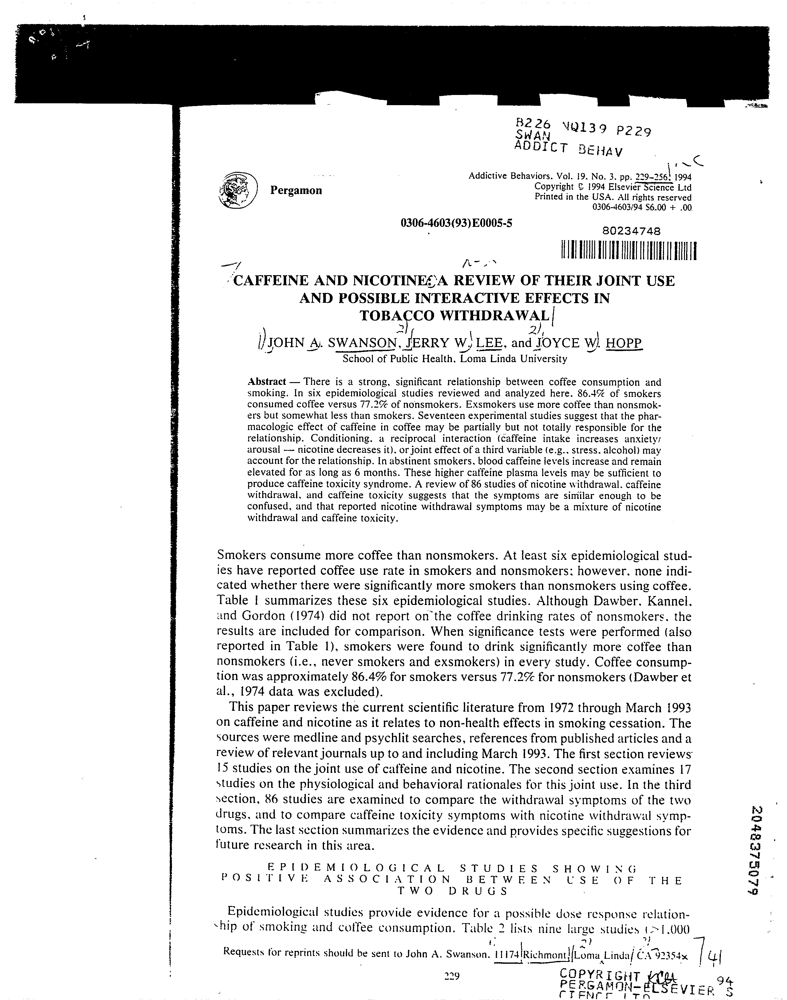 B226 VQ139 P229
SWAN
ADDICT BEHAV
Pergamon
Addictive Behaviors, Vol. 19, No. 3, pp. 229-256, 1994
Copyright © 1994 Elsevier Science Ltd
Printed in the USA. All rights reserved
0306-4603/94 $6.00 + .00
0306-4603(93)E0005-5
80234748
CAFFEINE AND NICOTINE: A REVIEW OF THEIR JOINT USE
AND POSSIBLE INTERACTIVE EFFECTS IN
TOBACCO WITHDRAWAL
JOHN A. SWANSON, JERRY W. LEE, and JOYCE W. HOPP
School of Public Health, Loma Linda University
Abstract — There is a strong, significant relationship between coffee consumption and
smoking. In six epidemiological studies reviewed and analyzed here, 86.4% of smokers
consumed coffee versus 77.2% of nonsmokers. Exsmokers use more coffee than nonsmok-
ers but somewhat less than smokers. Seventeen experimental studies suggest that the phar-
macologic effect of caffeine in coffee may be partially but not totally responsible for the
relationship. Conditioning, a reciprocal interaction (caffeine intake increases anxiety/
arousal — nicotine decreases it), or joint effect of a third variable (e.g., stress, alcohol) may
account for the relationship. In abstinent smokers, blood caffeine levels increase and remain
elevated for as long as 6 months. These higher caffeine plasma levels may be sufficient to
produce caffeine toxicity syndrome. A review of 86 studies of nicotine withdrawal, caffeine
withdrawal, and caffeine toxicity suggests that the symptoms are similar enough to be
confused, and that reported nicotine withdrawal symptoms may be a mixture of nicotine
withdrawal and caffeine toxicity.
Smokers consume more coffee than nonsmokers. At least six epidemiological stud-
ies have reported coffee use rate in smokers and nonsmokers; however, none indi-
cated whether there were significantly more smokers than nonsmokers using coffee.
Table 1 summarizes these six epidemiological studies. Although Dawber, Kannel,
and Gordon (1974) did not report on the coffee drinking rates of nonsmokers, the
results are included for comparison. When significance tests were performed (also
reported in Table 1), smokers were found to drink significantly more coffee than
nonsmokers (i.e., never smokers and exsmokers) in every study. Coffee consump-
tion was approximately 86.4% for smokers versus 77.2% for nonsmokers (Dawber et
al., 1974 data was excluded).
This paper reviews the current scientific literature from 1972 through March 1993
on caffeine and nicotine as it relates to non-health effects in smoking cessation. The
sources were medline and psychlit searches, references from published articles and a
review of relevant journals up to and including March 1993. The first section reviews
15 studies on the joint use of caffeine and nicotine. The second section examines 17
studies on the physiological and behavioral rationales for this joint use. In the third
section, 86 studies are examined to compare the withdrawal symptoms of the two
drugs, and to compare caffeine toxicity symptoms with nicotine withdrawal symp-
toms. The last section summarizes the evidence and provides specific suggestions for
future research in this area.
EPIDEMIOLOGICAL STUDIES SHOWING
POSITIVE ASSOCIATION BETWEEN USE OF THE
TWO DRUGS
Epidemiological studies provide evidence for a possible dose response relation-
ship of smoking and coffee consumption. Table 2 lists nine large studies (>1,000
Requests for reprints should be sent to John A. Swanson, 11174 Richmont, Loma Linda, CA 92354
229
COPYRIGHT
PERGAMON-ELSEVIER
2048375079